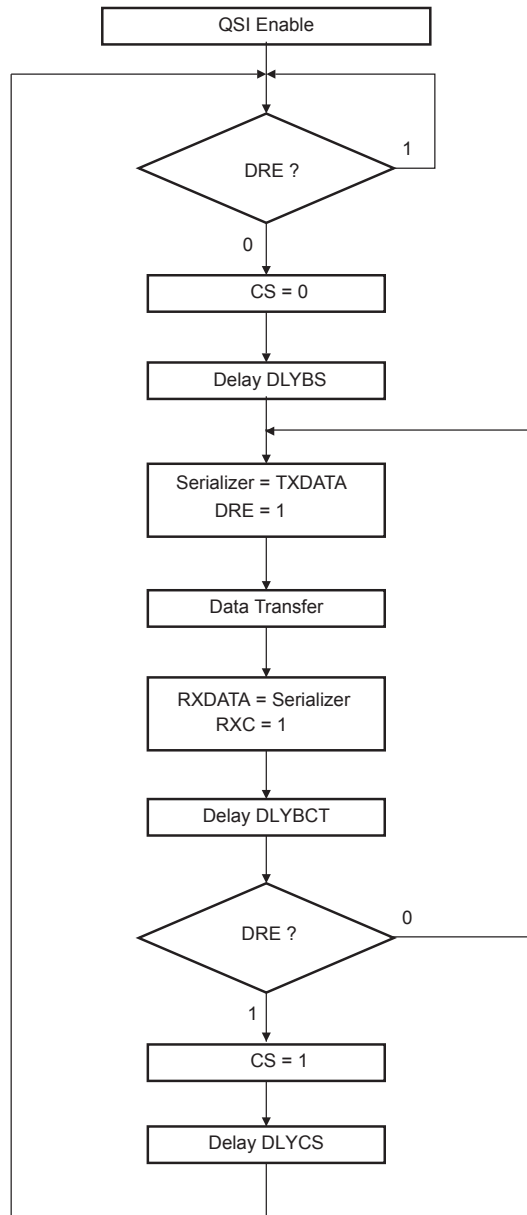 QSI Enable
DRE ?
1
0
CS = 0
Delay DLYBS
Serializer = TXDATA
DRE = 1
Data Transfer
RXDATA = Serializer
RXC = 1
Delay DLYBCT
DRE ?
0
1
CS = 1
Delay DLYCS